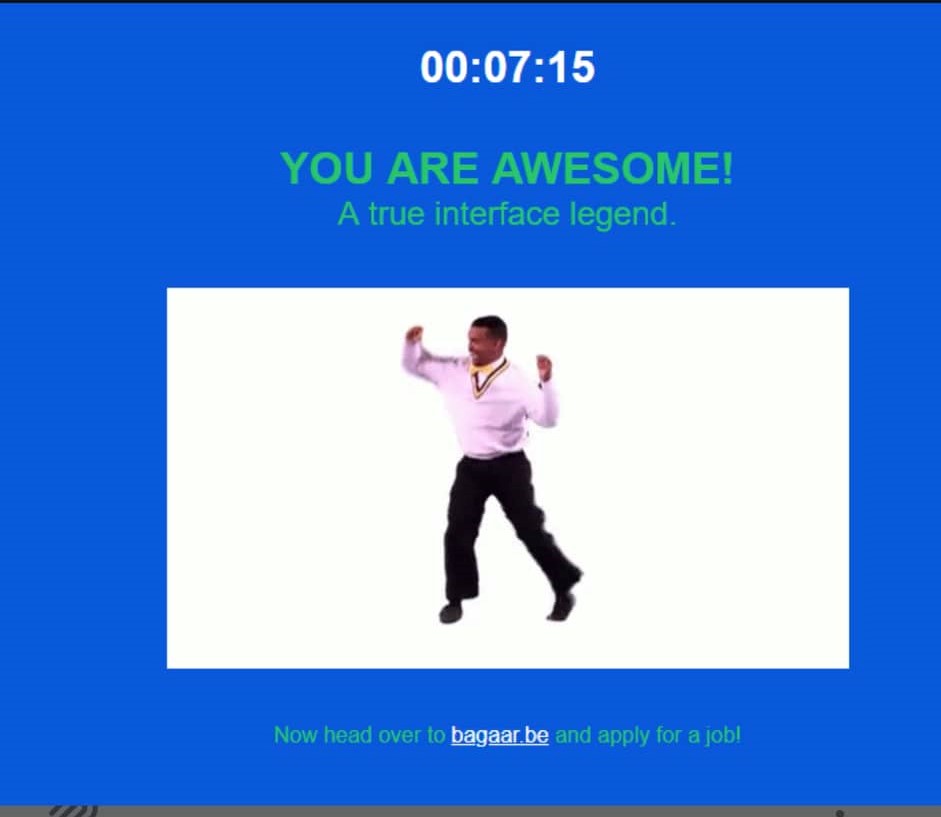 00:07:15
YOU ARE AWESOME!
A true interface legend.
Now head over to bagaar.be and apply for a job!